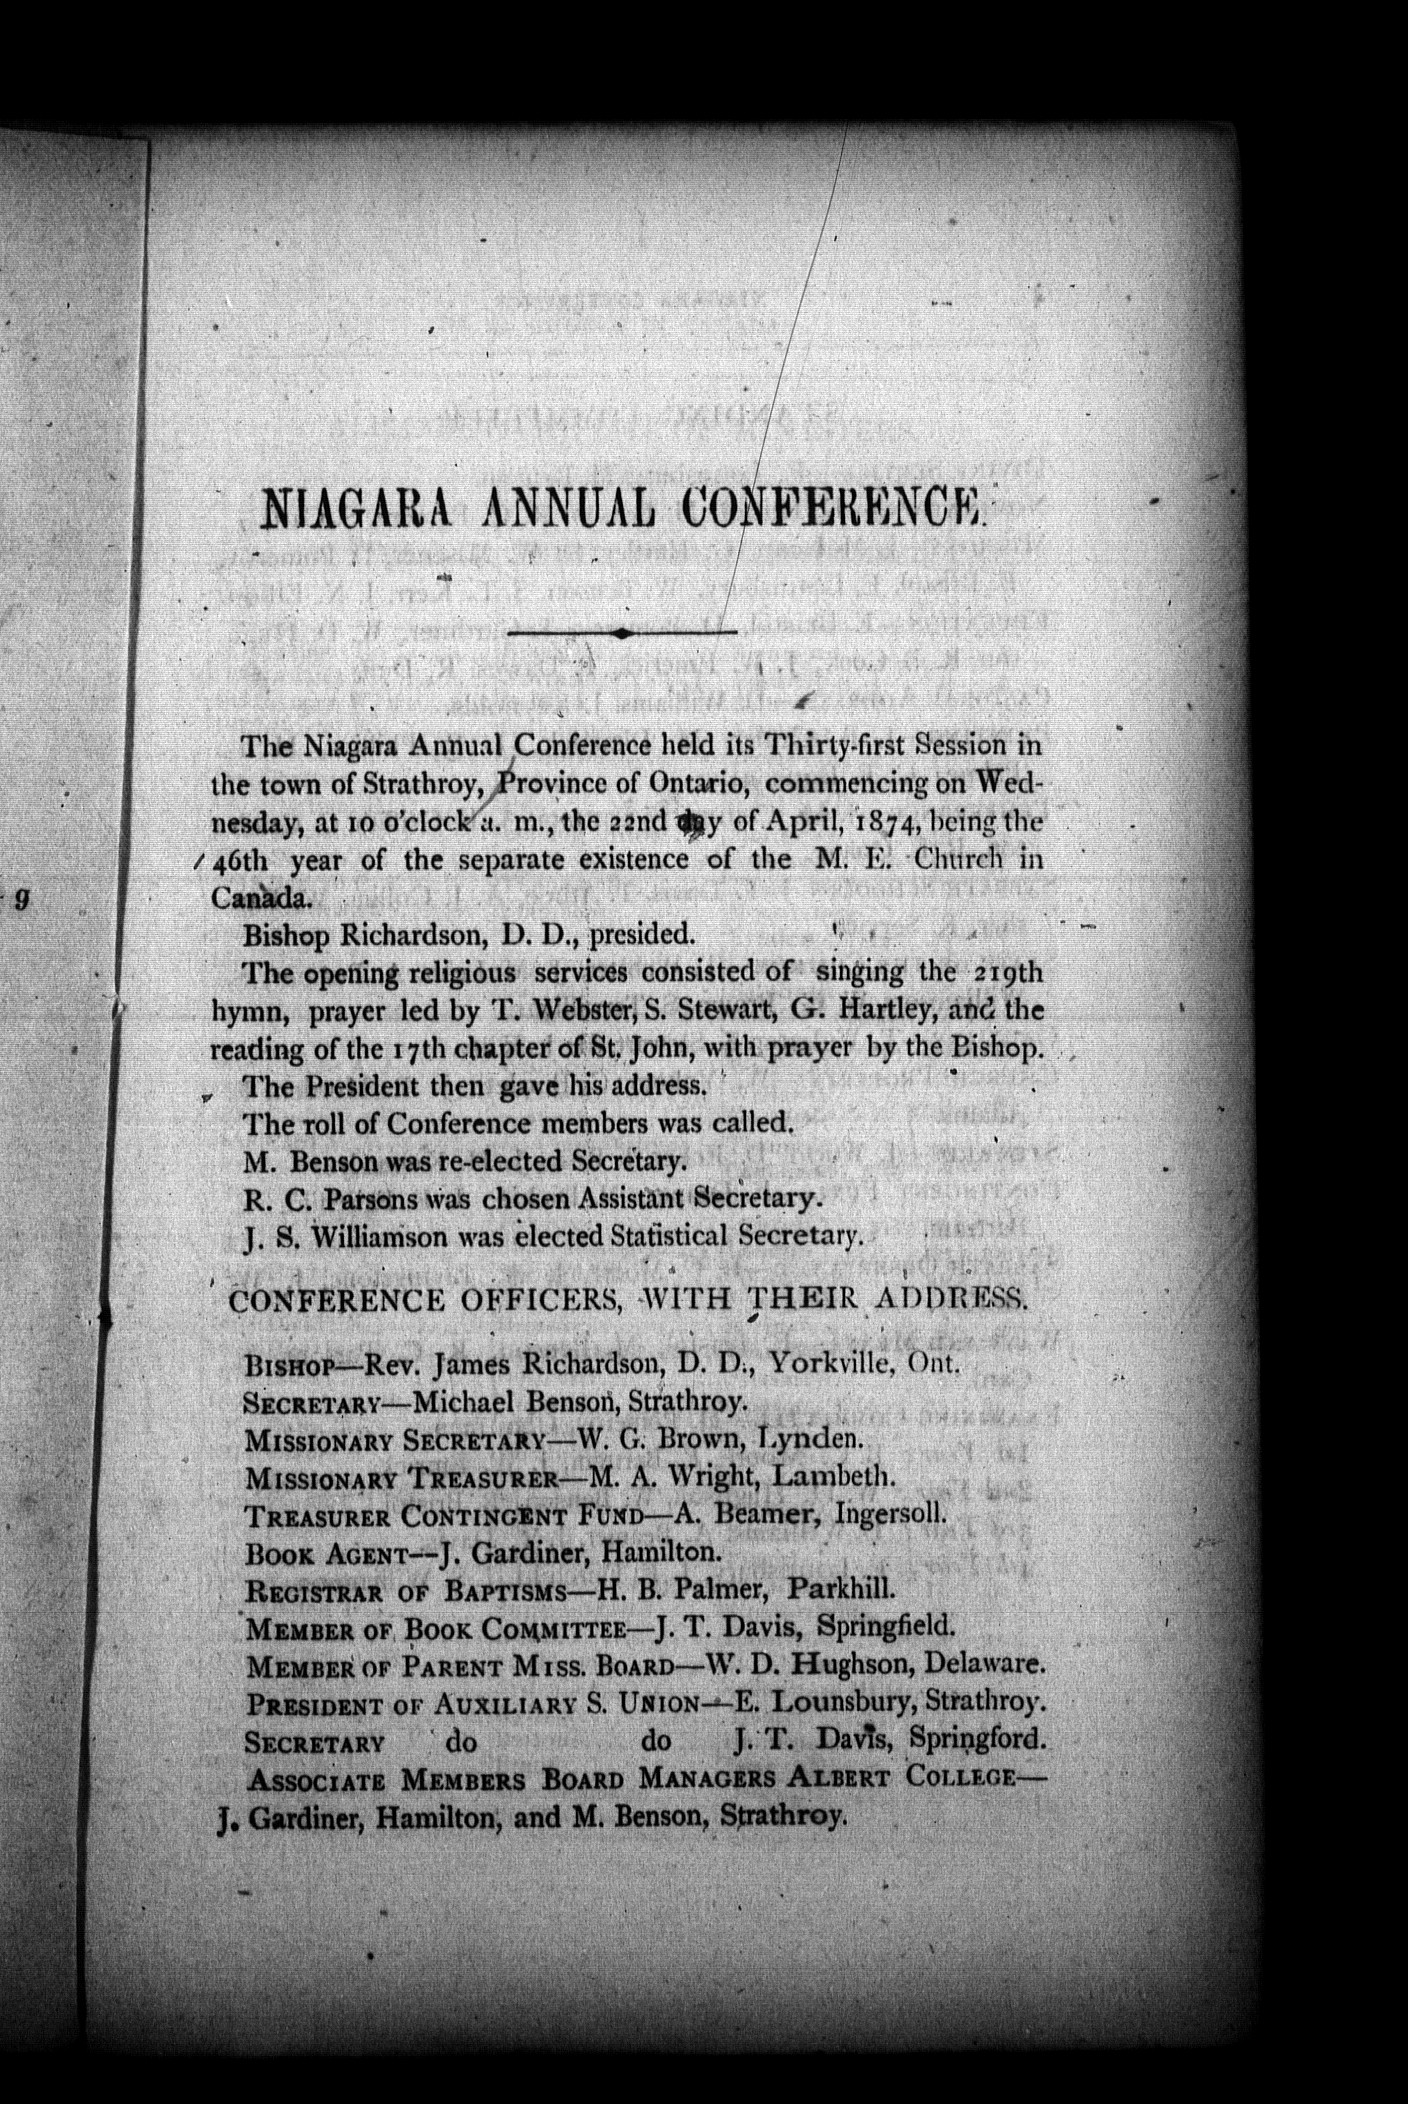 NIAGARA ANNUAL CONFERENCE.
The Niagara Annual Conference held its Thirty-first Session in
the town of Strathroy, Province of Ontario, commencing on Wed-
nesday, at 10 o'clock a. m., the 22nd day of April, 1874, being the
46th year of the separate existence of the M. E. Church in
Canada.
g
Bishop Richardson, D. D., presided.
The opening religious services consisted of singing the 219th
hymn, prayer led by T. Webster, S. Stewart, G. Hartley, and the
reading of the 17th chapter of St. John, with prayer by the Bishop.
The President then gave his address.
The roll of Conference members was called.
M. Benson was re-elected Secretary.
R. C. Parsons was chosen Assistant Secretary.
J. S. Williamson was elected Statistical Secretary.
CONFERENCE OFFICERS, WITH THEIR ADDRESS.
BISHOP—Rev. James Richardson, D. D., Yorkville, Ont.
SECRETARY—Michael Benson, Strathroy.
MISSIONARY SECRETARY—W. G. Brown, Lynden.
MISSIONARY TREASURER—M. A. Wright, Lambeth.
TREASURER CONTINGENT FUND—A. Beamer, Ingersoll.
BOOK AGENT—J. Gardiner, Hamilton.
REGISTRAR OF BAPTISMS—H. B. Palmer, Parkhill.
MEMBER OF BOOK COMMITTEE—J. T. Davis, Springfield.
MEMBER OF PARENT MISS. BOARD—W. D. Hughson, Delaware.
PRESIDENT OF AUXILIARY S. UNION—E. Lounsbury, Strathroy.
SECRETARY do do J. T. Davis, Springford.
ASSOCIATE MEMBERS BOARD MANAGERS ALBERT COLLEGE—
J. Gardiner, Hamilton, and M. Benson, Strathroy.